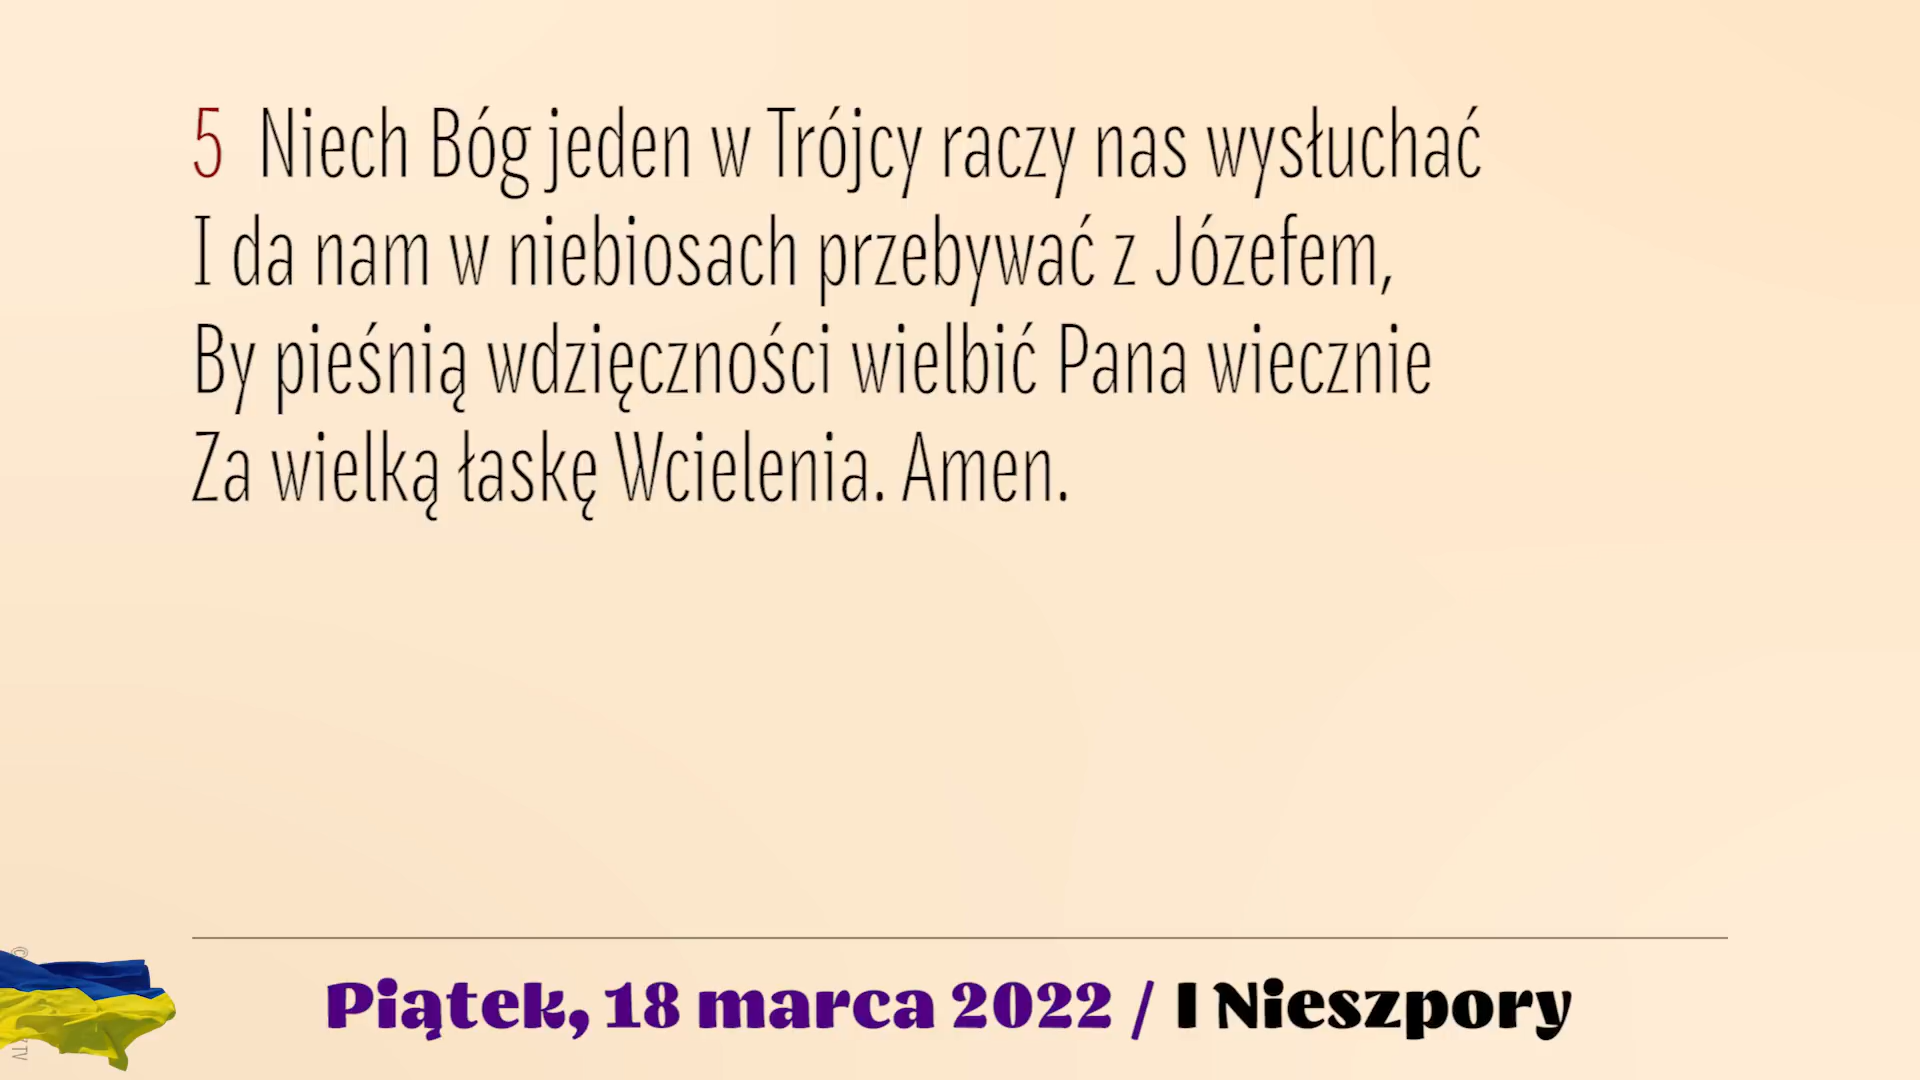 5 Niech Bóg jeden w Trójcy raczy nas wysłuchać
I da nam w niebiosach przebywać z Józefem,
By pieśnią wdzięczności wielbić Pana wiecznie
Za wielką łaskę Wcielenia. Amen.
Piątek, 18 marca 2022 / I Nieszpory